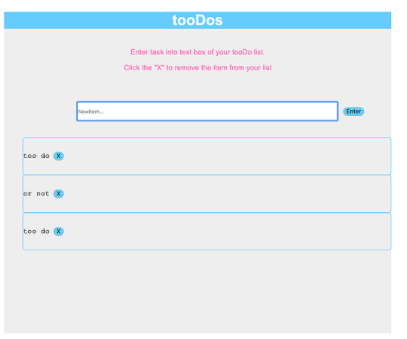 tooDos
Enter task into text box of your tooDo list.
Click the "X" to remove the item from your list
NewItem... Enter
too do X
or not X
too do X